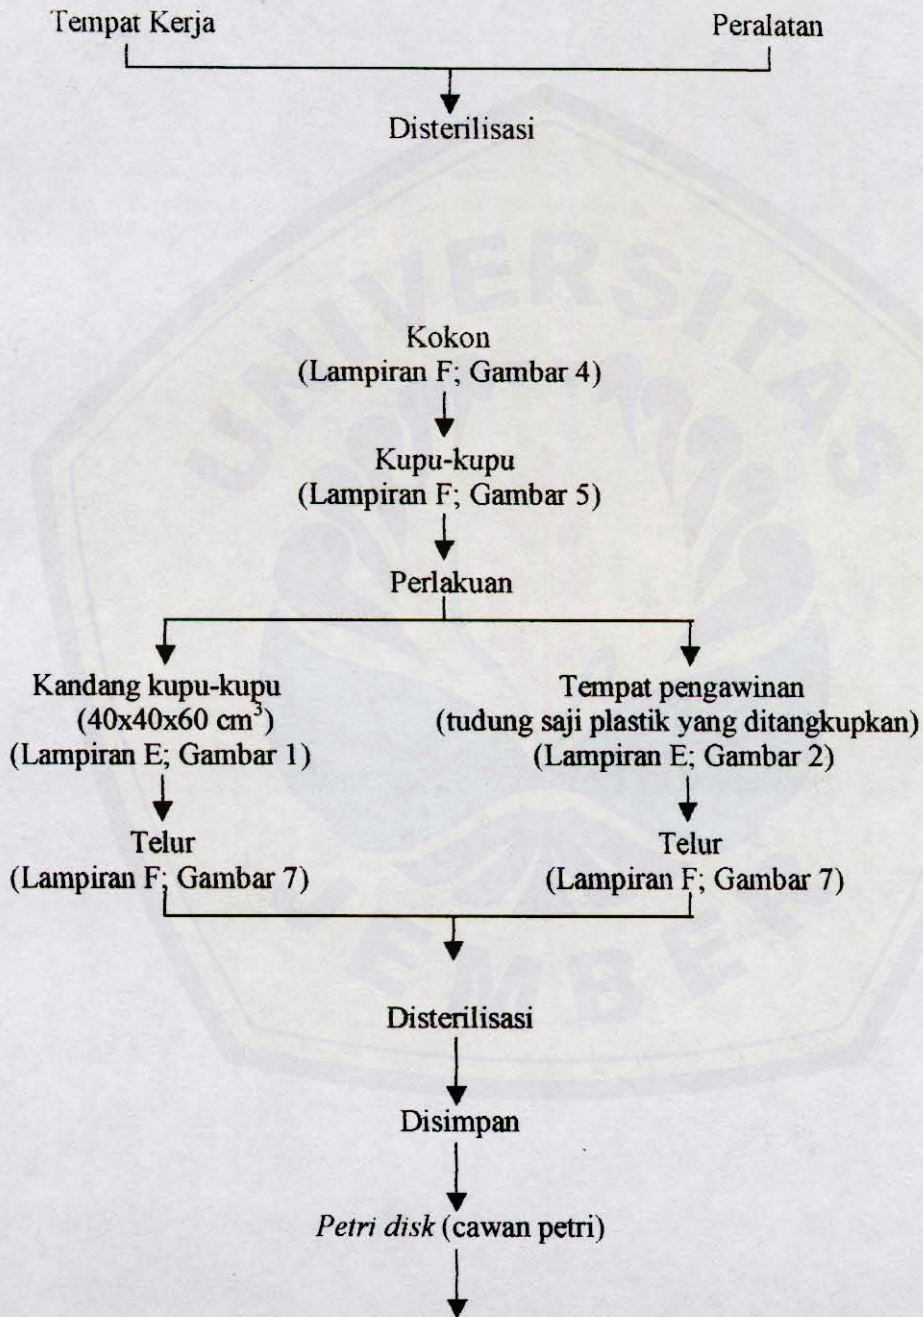 Tempat Kerja Peralatan
Disterilisasi
Kokon
(Lampiran F; Gambar 4)
Kupu-kupu
(Lampiran F; Gambar 5)
Perlakuan
Kandang kupu-kupu
(40x40x60 cm³)
(Lampiran E; Gambar 1)
Tempat pengawinan
(tudung saji plastik yang ditangkupkan)
(Lampiran E; Gambar 2)
Telur
(Lampiran F; Gambar 7)
Telur
(Lampiran F; Gambar 7)
Disterilisasi
Disimpan
Petri disk (cawan petri)
UNIVERSITAS
JEMBER